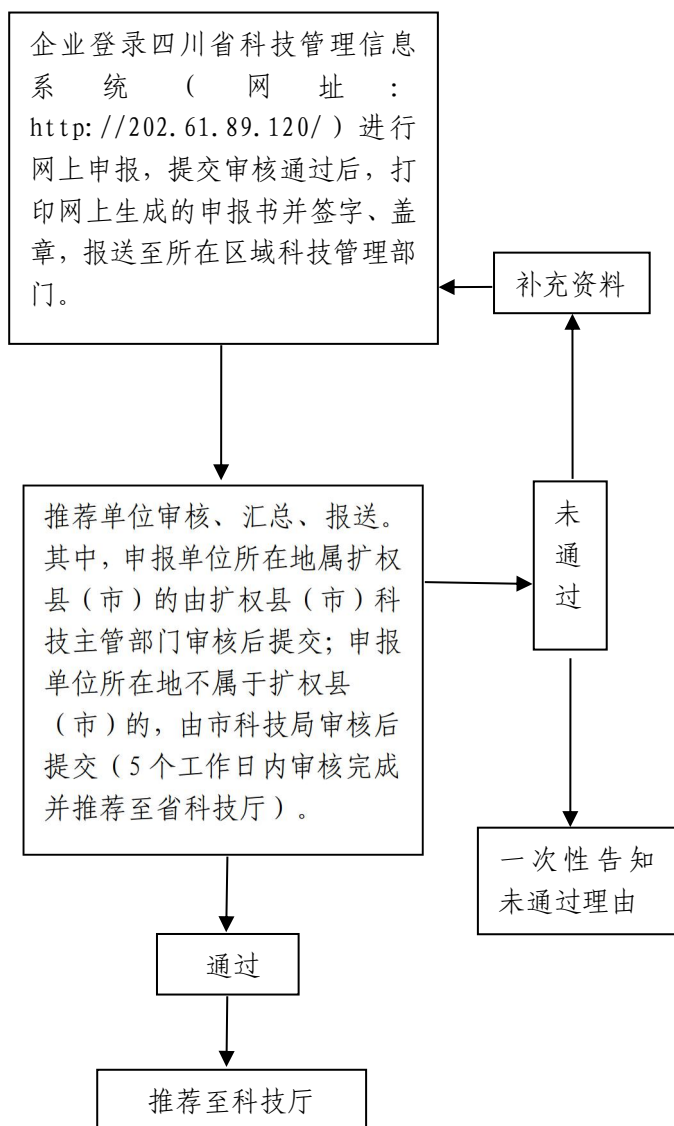 企业登录四川省科技管理信息
系统（网址：
http://202.61.89.120/）进行
网上申报，提交审核通过后，打
印网上生成的申报书并签字、盖
章，报送至所在区域科技管理部
门。
补充资料
推荐单位审核、汇总、报送。
其中，申报单位所在地属扩权
县（市）的由扩权县（市）科
技主管部门审核后提交；申报
单位所在地不属于扩权县
（市）的，由市科技局审核后
提交（5个工作日内审核完成
并推荐至省科技厅）。
未
通
过
一次性告知
未通过理由
通过
推荐至科技厅